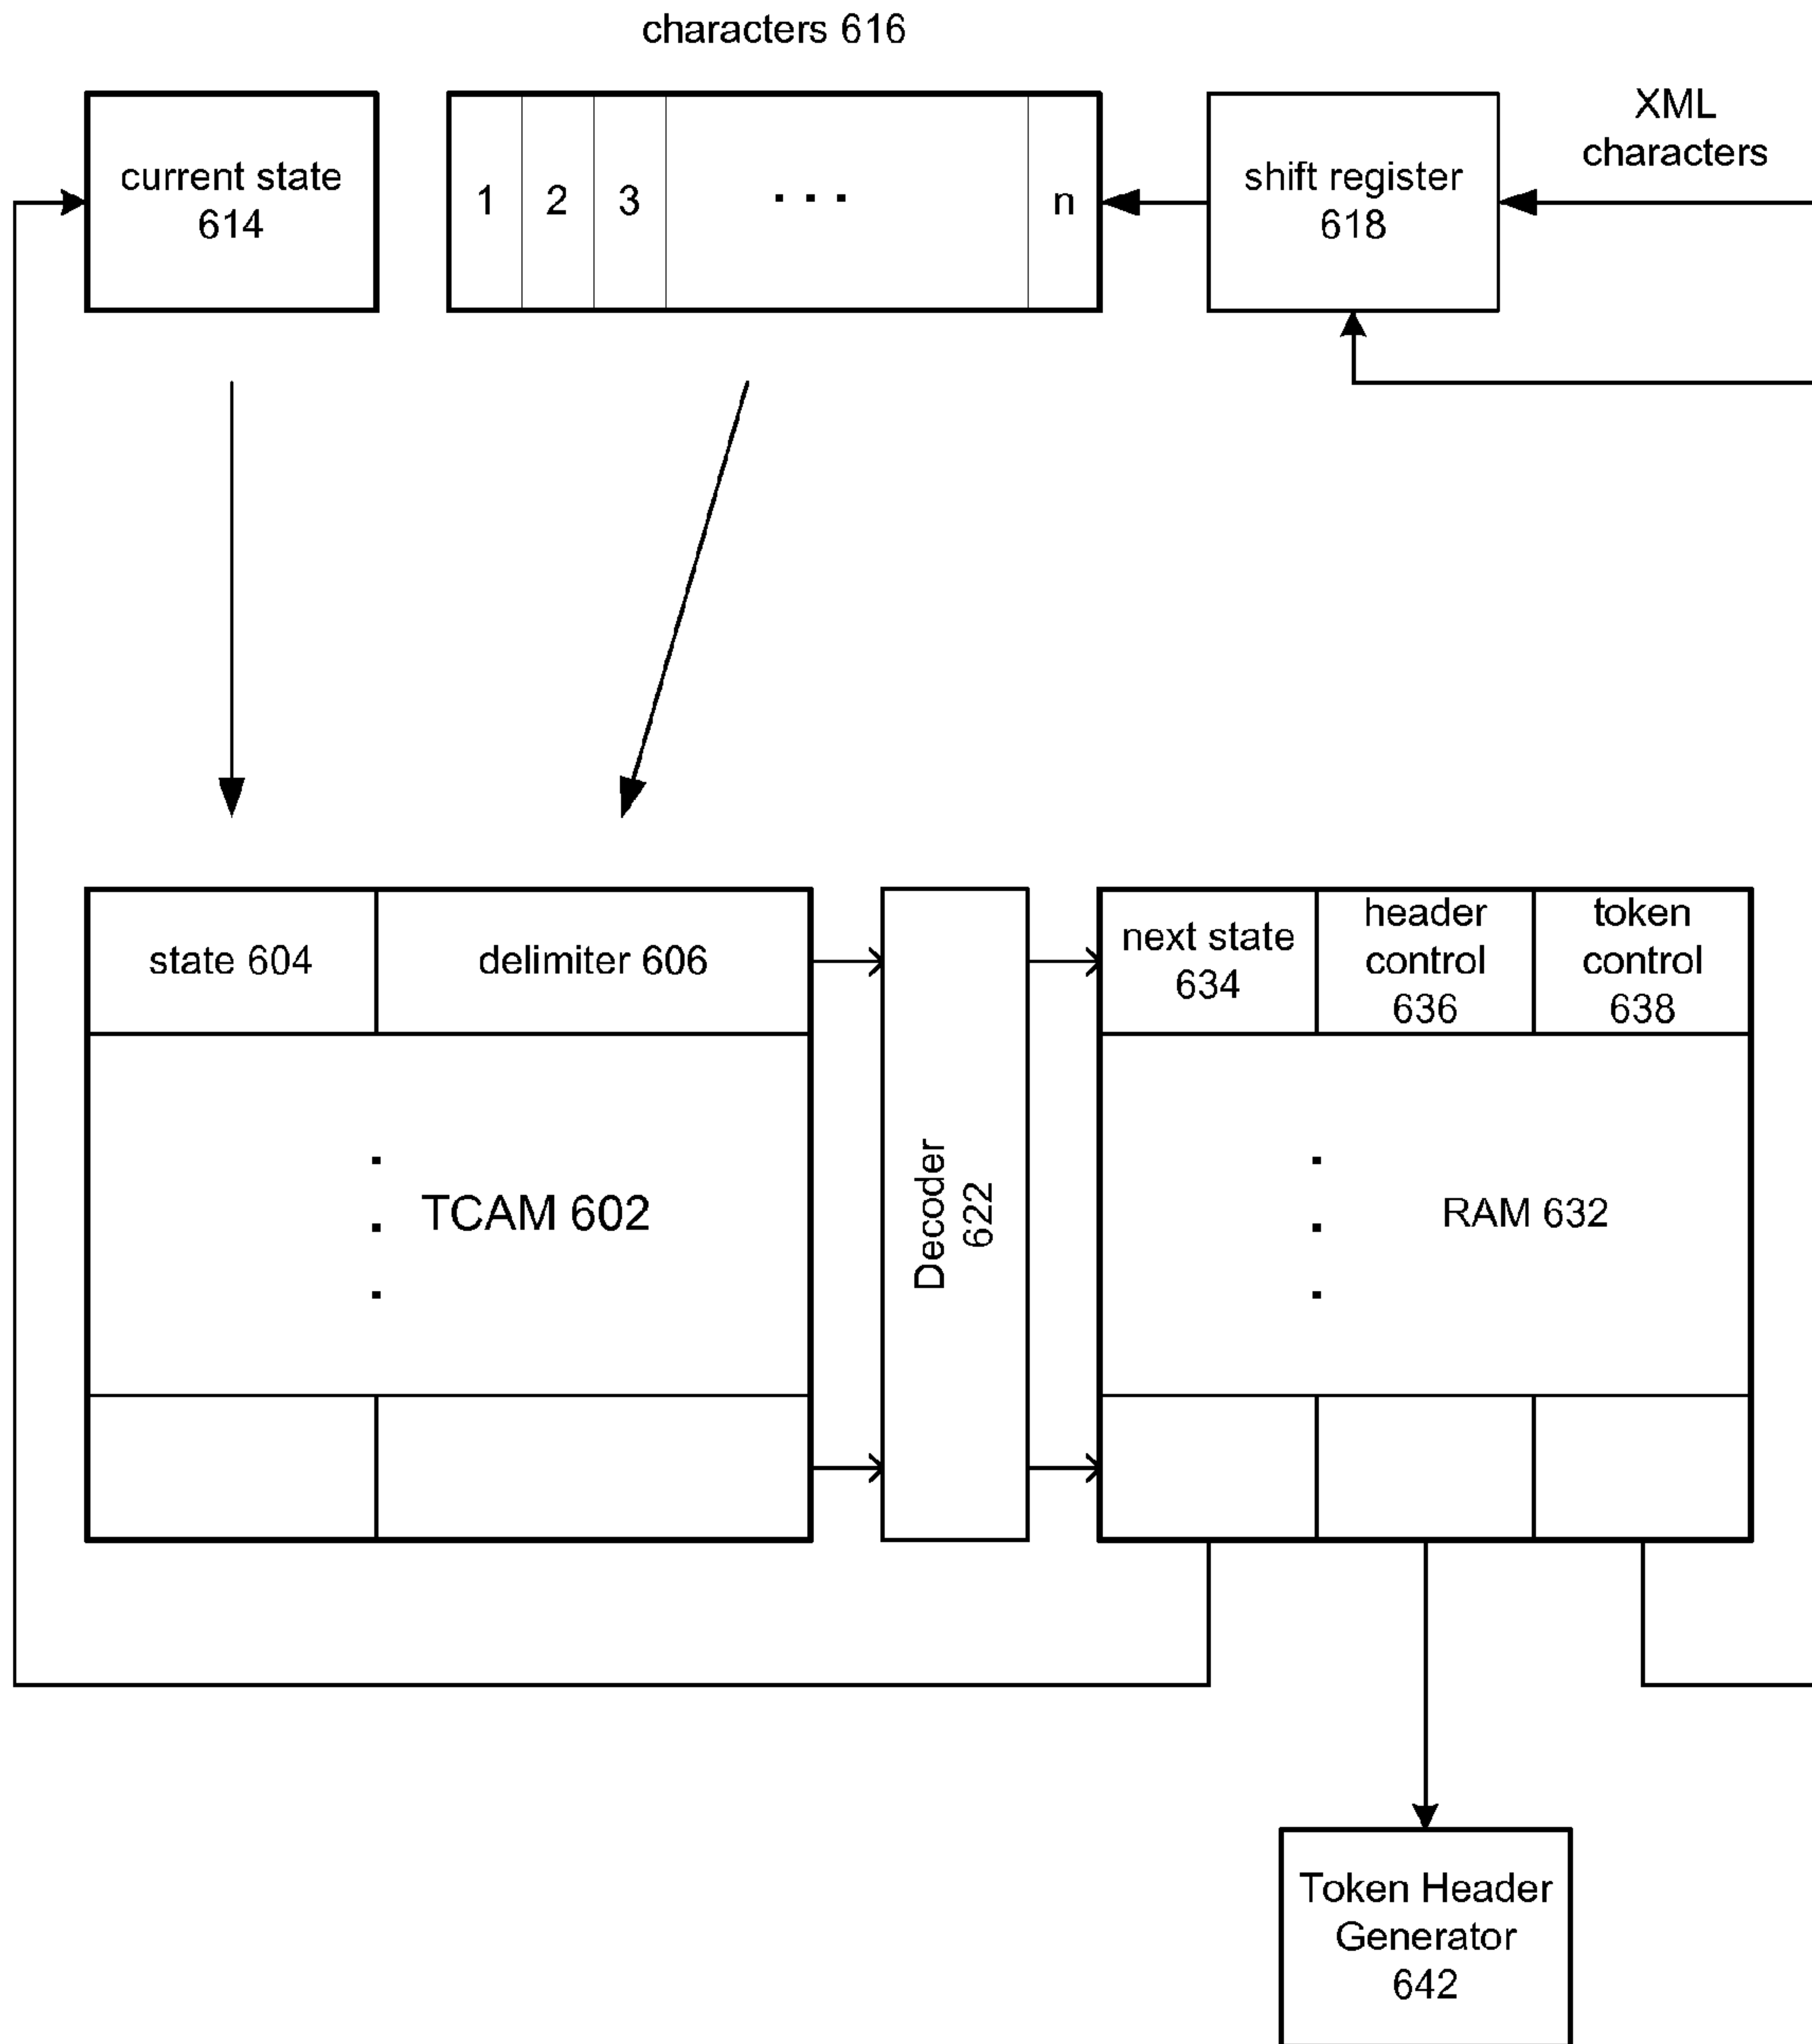 characters 616
current state
614
1 2 3 . . . n
shift register
618
XML
characters
state 604
delimiter 606
next state
634
header
control
636
token
control
638
TCAM 602
Decoder
622
RAM 632
Token Header
Generator
642